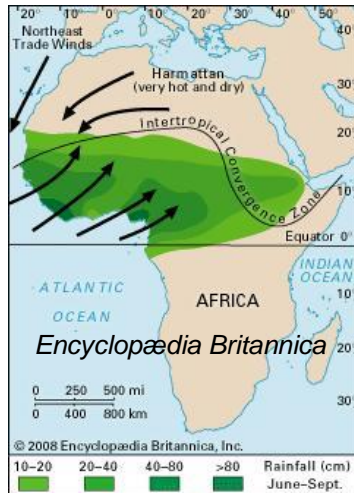 20° 10° 0° 10° 20° 40°
Northeast
Trade Winds
40°
30°
Harmattan
(very hot and dry)
20°
Intertropical Convergence Zone
10°
Equator 0°
INDIAN
OCEAN
10°
ATLANTIC
OCEAN
AFRICA
Encyclopædia Britannica
20°
0 250 500 mi
0 400 800 km
30°
© 2008 Encyclopædia Britannica, Inc.
10–20 20–40 40–80 >80 Rainfall (cm)
June–Sept.